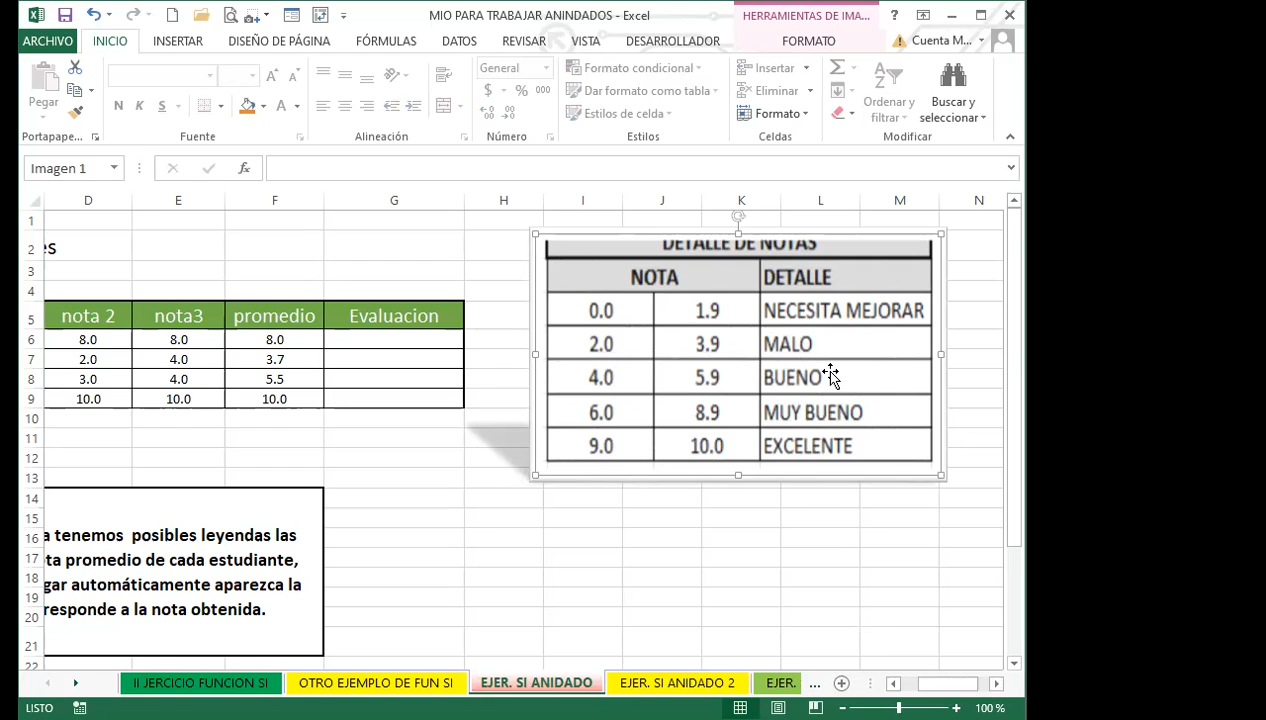 MIO PARA TRABAJAR ANINDADOS - Excel
HERRAMIENTAS DE IMA...
?
ARCHIVO INICIO INSERTAR DISEÑO DE PÁGINA FÓRMULAS DATOS REVISAR VISTA DESARROLLADOR FORMATO Cuenta M...
General
Formato condicional
Insertar
$ % 000
Dar formato como tabla
Eliminar
Pegar
N K S
Ordenar y filtrar
Buscar y seleccionar
Estilos de celda
Formato
Portapape... Fuente Alineación Número Estilos Celdas Modificar
Imagen 1 fx
D E F G H I J K L M N
1
2 es
DETALLE DE NOTAS
3 NOTA DETALLE
4
0.0 1.9 NECESITA MEJORAR
5 nota 2 nota3 promedio Evaluacion
6 8.0 8.0 8.0
2.0 3.9 MALO
7 2.0 4.0 3.7
8 3.0 4.0 5.5
4.0 5.9 BUENO
9 10.0 10.0 10.0
6.0 8.9 MUY BUENO
10
11
9.0 10.0 EXCELENTE
12
13
14
15
16
17
18
19
20
21
22
a tenemos posibles leyendas las
ta promedio de cada estudiante,
gar automáticamente aparezca la
responde a la nota obtenida.
II JERCICIO FUNCION SI OTRO EJEMPLO DE FUN SI EJER. SI ANIDADO EJER. SI ANIDADO 2 EJER. ...
LISTO 100 %